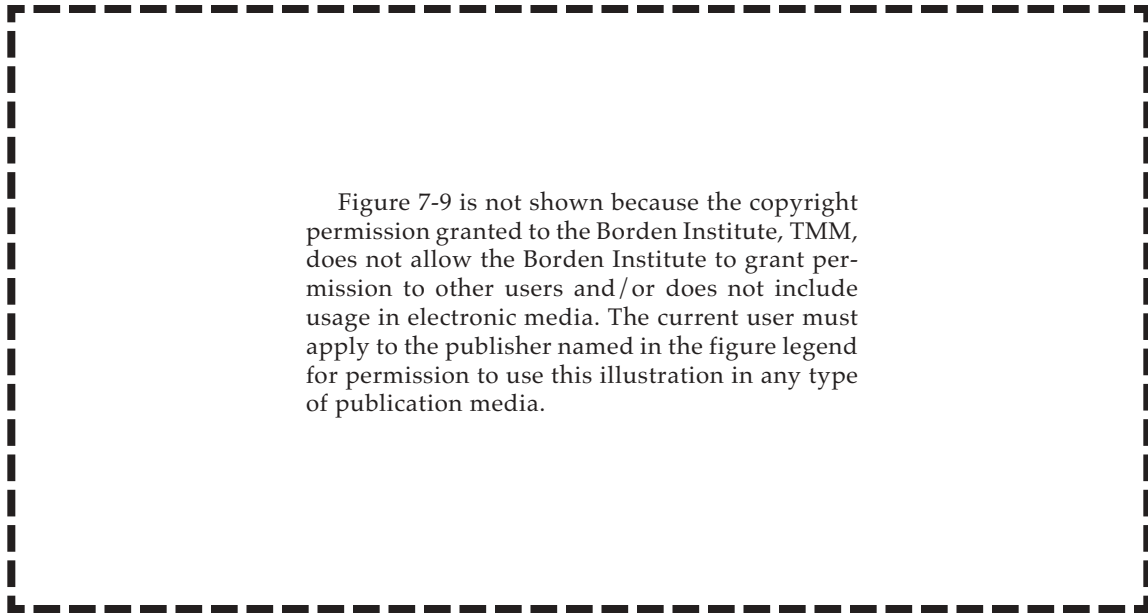 Figure 7-9 is not shown because the copyright
permission granted to the Borden Institute, TMM,
does not allow the Borden Institute to grant per-
mission to other users and/or does not include
usage in electronic media. The current user must
apply to the publisher named in the figure legend
for permission to use this illustration in any type
of publication media.